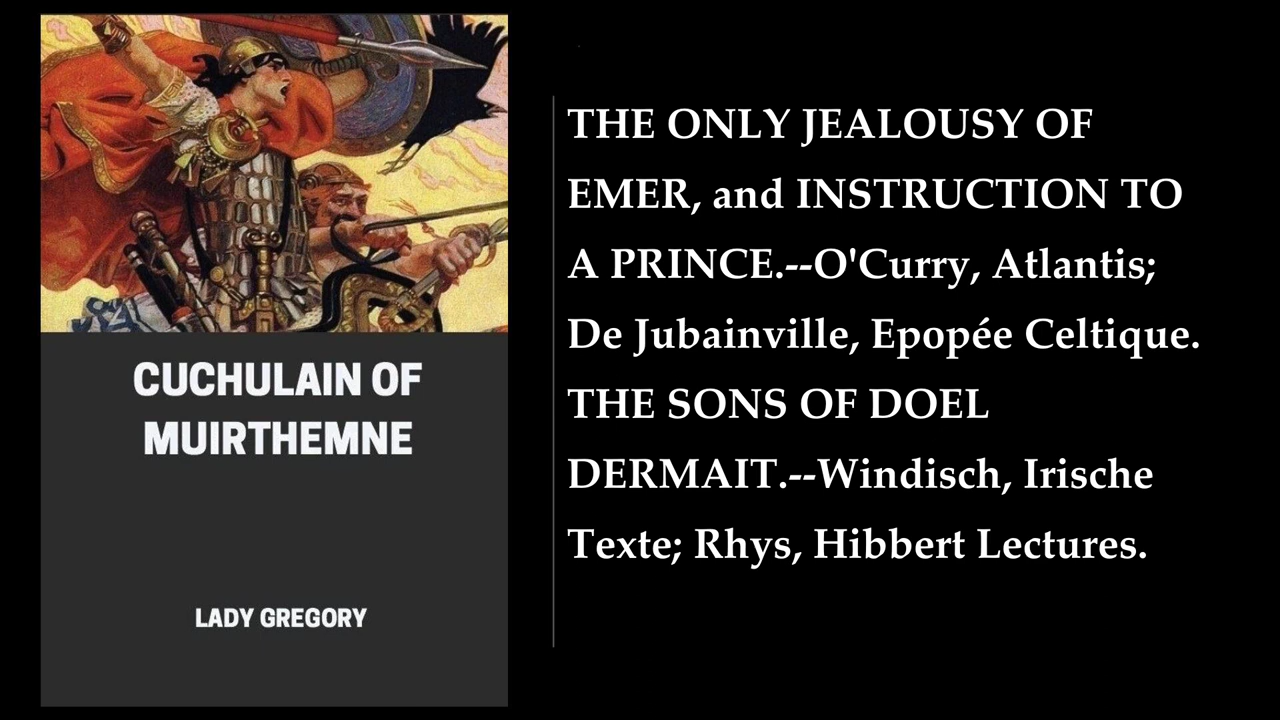 CUCHULAIN OF
MUIRTHEMNE
LADY GREGORY
THE ONLY JEALOUSY OF
EMER, and INSTRUCTION TO
A PRINCE.--O'Curry, Atlantis;
De Jubainville, Epopée Celtique.
THE SONS OF DOEL
DERMAIT.--Windisch, Irische
Texte; Rhys, Hibbert Lectures.